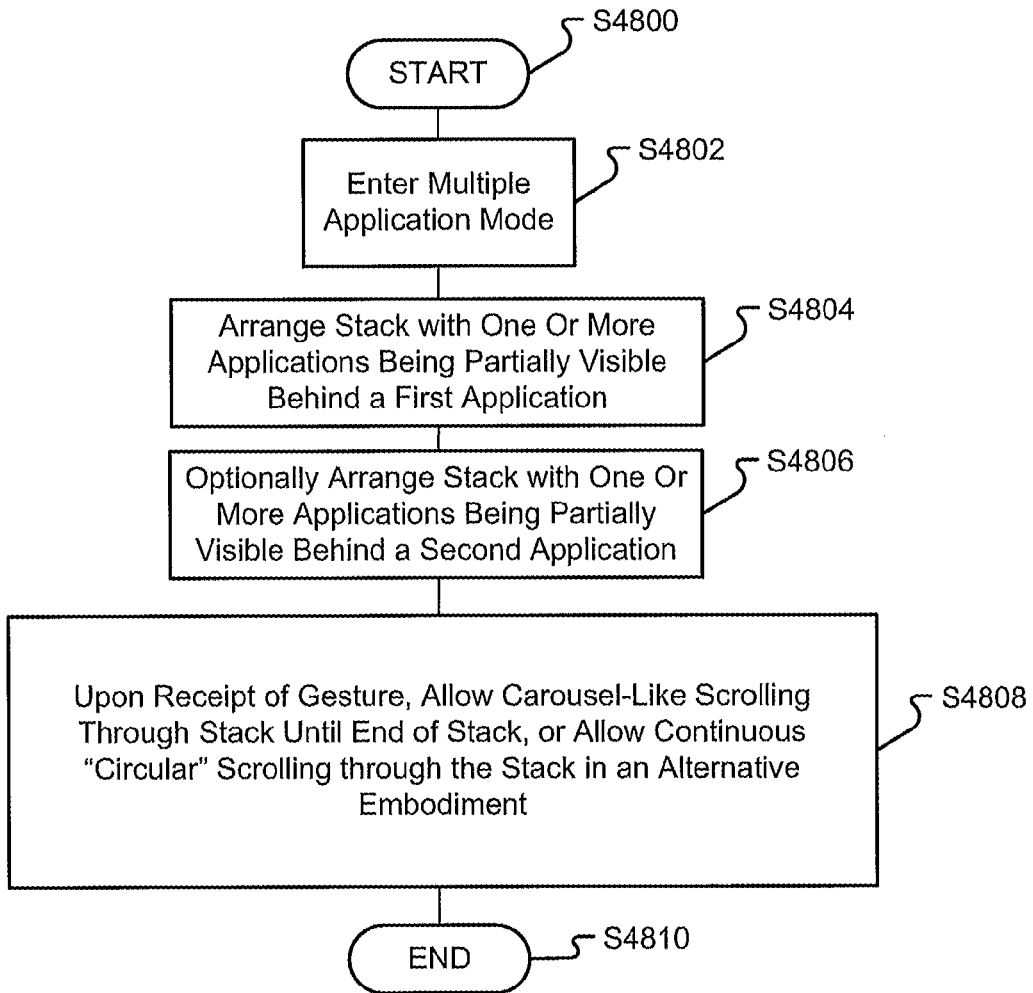 S4800
START
S4802
Enter Multiple
Application Mode
S4804
Arrange Stack with One Or More
Applications Being Partially Visible
Behind a First Application
S4806
Optionally Arrange Stack with One Or
More Applications Being Partially
Visible Behind a Second Application
S4808
Upon Receipt of Gesture, Allow Carousel-Like Scrolling
Through Stack Until End of Stack, or Allow Continuous
“Circular” Scrolling through the Stack in an Alternative
Embodiment
S4810
END